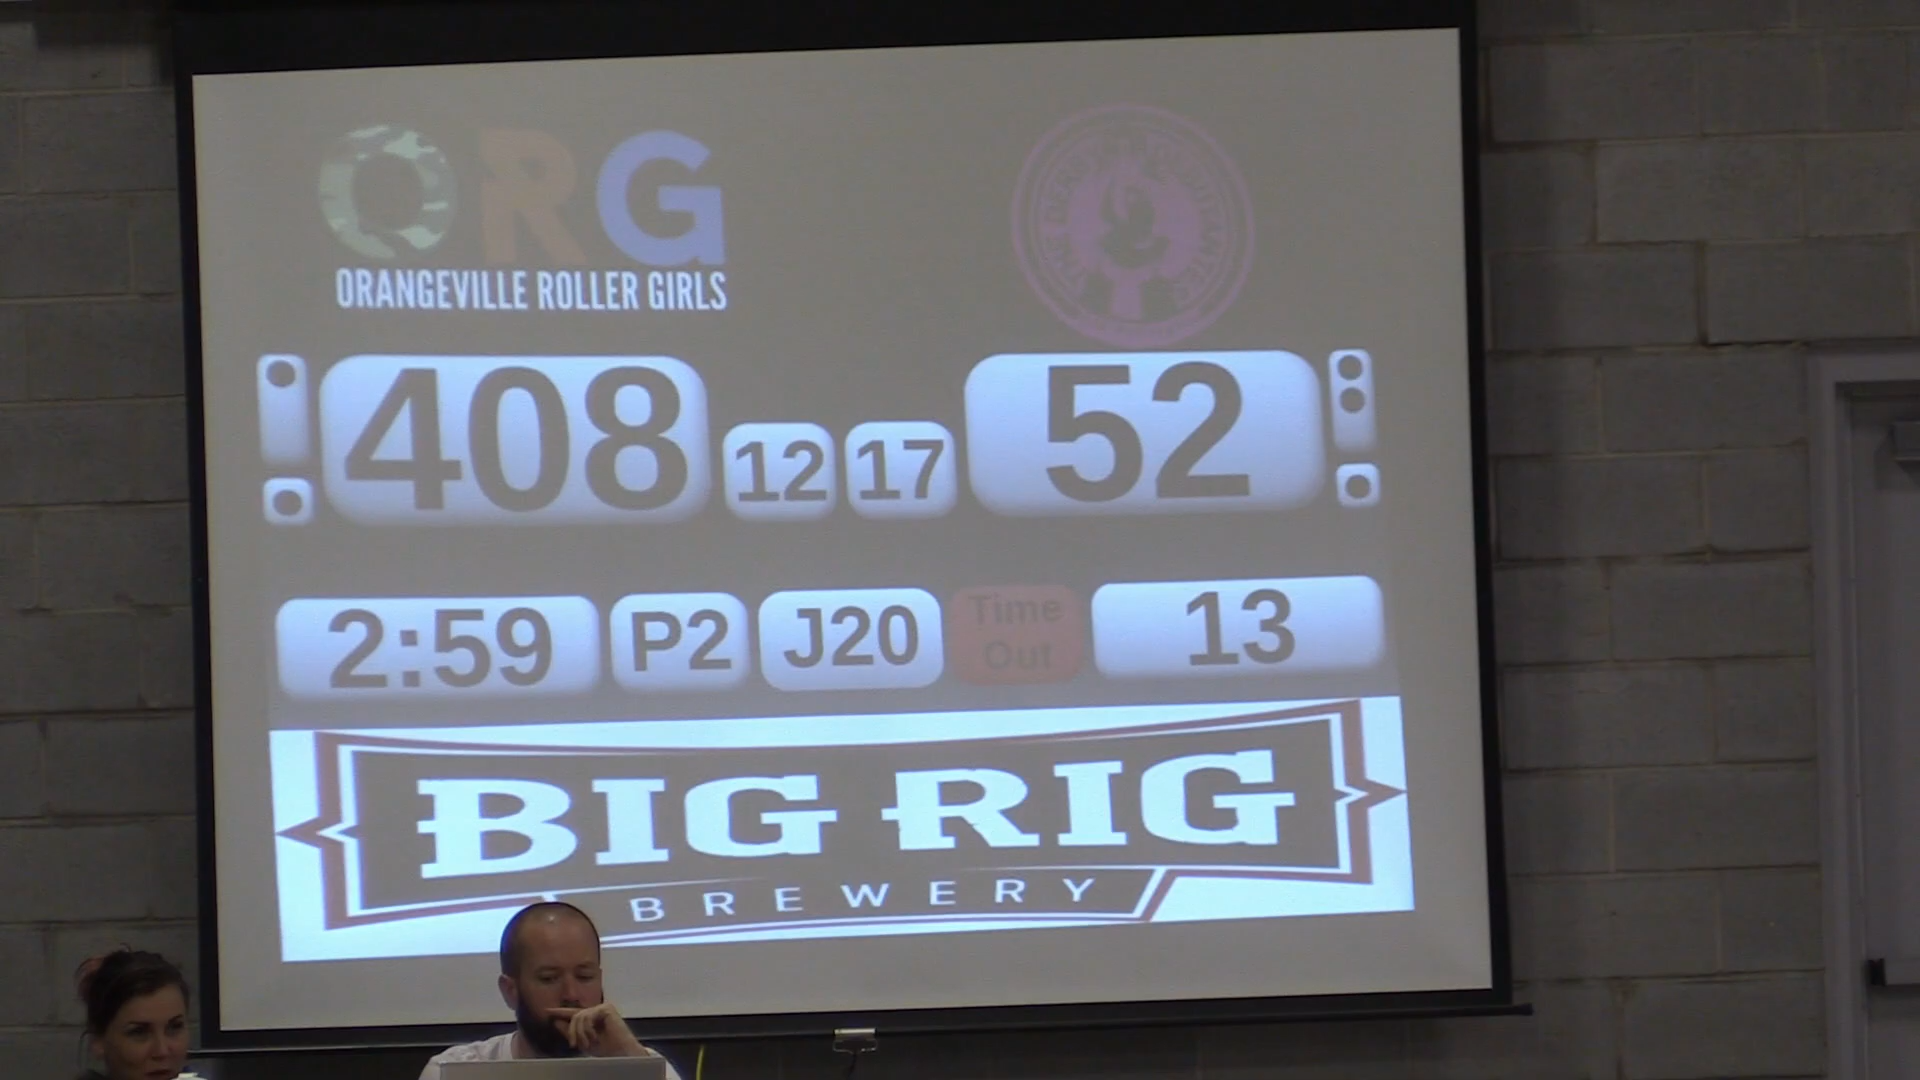 ORG
ORANGEVILLE ROLLER GIRLS
408 12 17 52
2:59 P2 J20 Time Out 13
BIG RIG
BREWERY